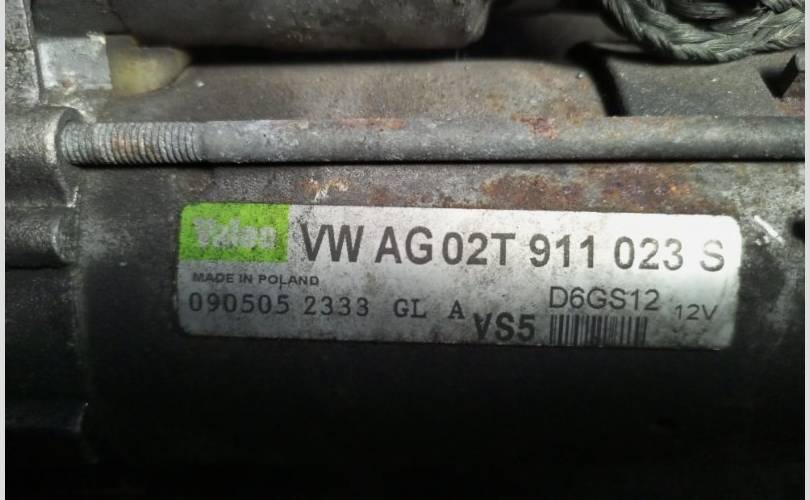 Valeo VW AG 02T 911 023 S
MADE IN POLAND
090505 2333 GL A VS5 D6GS12 12V